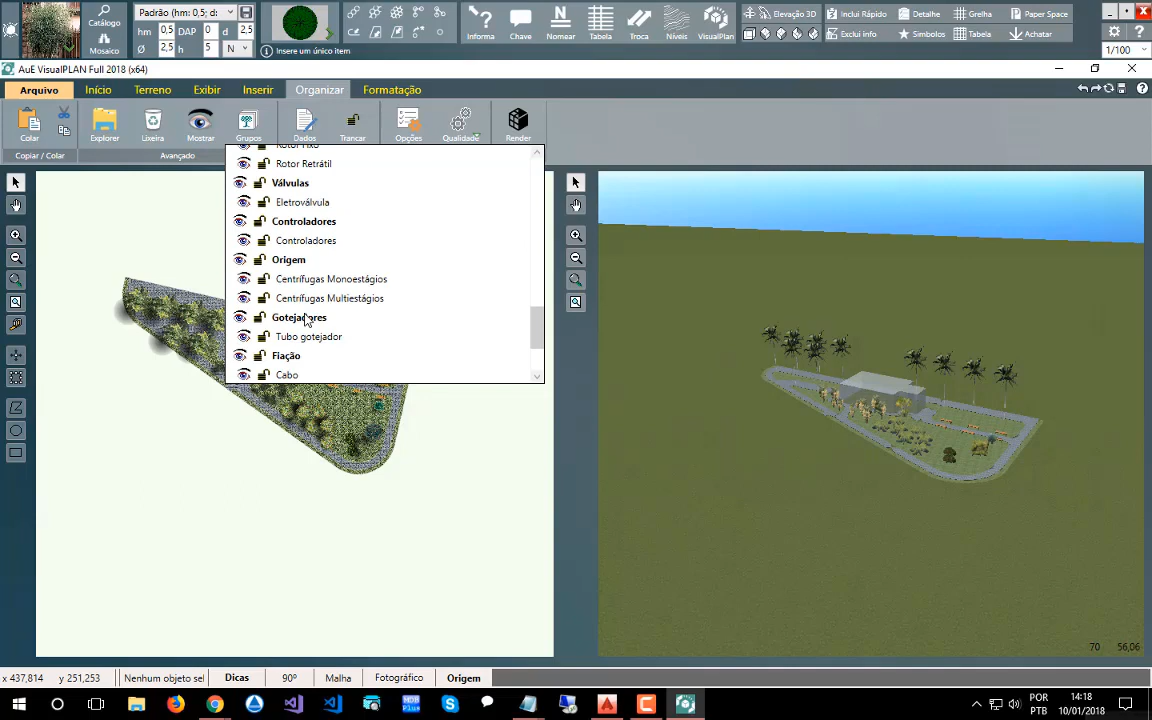 Catálogo
Mosaico
Padrão (hm: 0,5; d:
hm 0,5 DAP 0 d 2,5
Ø 2,5 h 5 N
Insere um único item
Informa
Chave
Nomear
Tabela
Troca
Níveis
VisualPlan
Elevação 3D
Inclui Rápido
Detalhe
Grelha
Paper Space
Exclui info
Símbolos
Tabela
Achatar
1/100
AuE VisualPLAN Full 2018 (x64)
Arquivo
Início
Terreno
Exibir
Inserir
Organizar
Formatação
Colar
Explorer
Lixeira
Mostrar
Grupos
Dados
Trancar
Opções
Qualidade
Render
Copiar / Colar
Avançado
Rotor Fixo
Rotor Retrátil
Válvulas
Eletroválvula
Controladores
Controladores
Origem
Centrífugas Monoestágios
Centrífugas Multiestágios
Gotejadores
Tubo gotejador
Fiação
Cabo
70 56,06
x 437,814 y 251,253
Nenhum objeto sel
Dicas
90º
Malha
Fotográfico
Origem
HDB
Plus
POR
PTB
14:18
10/01/2018